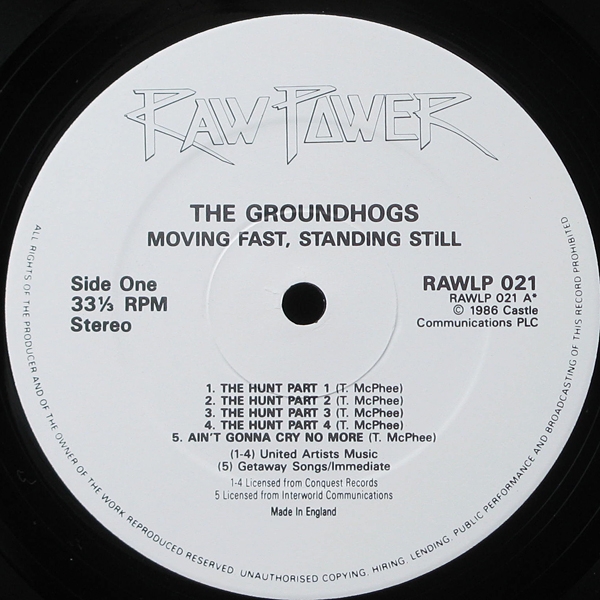 RAW POWER
THE GROUNDHOGS
MOVING FAST, STANDING STiLL
Side One
33⅓ RPM
Stereo
RAWLP 021
RAWLP 021 A*
© 1986 Castle
Communications PLC
1. THE HUNT PART 1 (T. McPhee)
2. THE HUNT PART 2 (T. McPhee)
3. THE HUNT PART 3 (T. McPhee)
4. THE HUNT PART 4 (T. McPhee)
5. AIN'T GONNA CRY NO MORE (T. McPhee)
(1-4) United Artists Music
(5) Getaway Songs/Immediate
1-4 Licensed from Conquest Records
5 Licensed from Interworld Communications
Made in England
ALL RIGHTS OF THE PRODUCER AND OF THE OWNER OF THE WORK REPRODUCED RESERVED. UNAUTHORISED COPYING, HIRING, LENDING, PUBLIC PERFORMANCE AND BROADCASTING OF THIS RECORD PROHIBITED